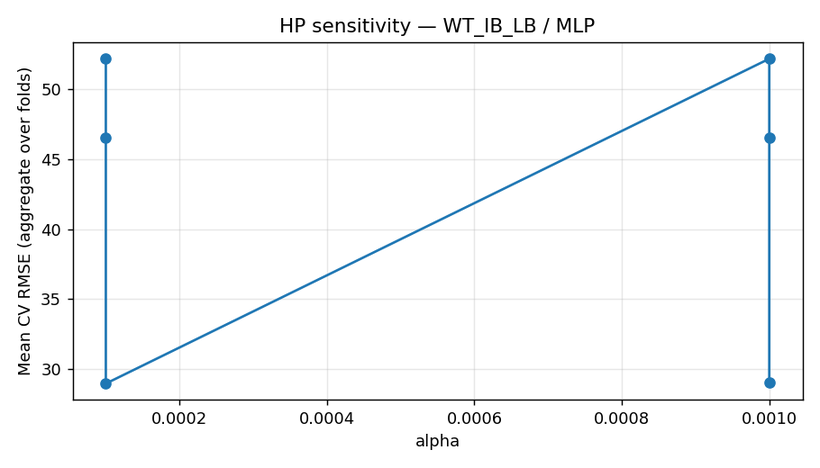 HP sensitivity — WT_IB_LB / MLP
Mean CV RMSE (aggregate over folds)
50
45
40
35
30
0.0002 0.0004 0.0006 0.0008 0.0010
alpha